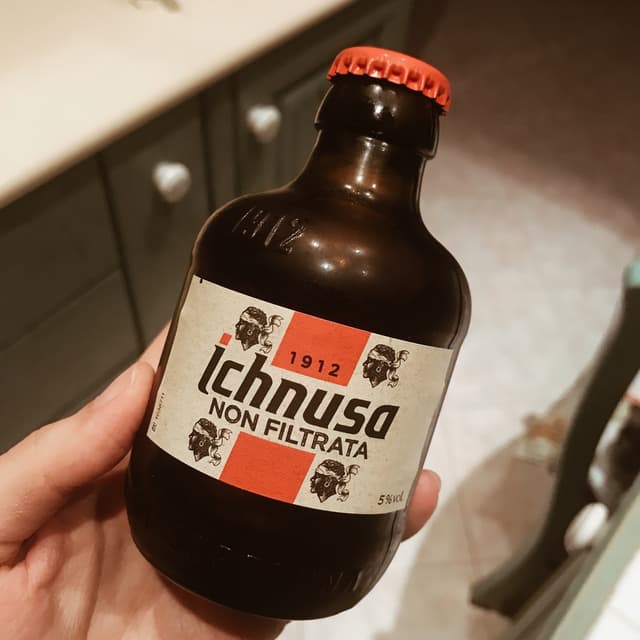 1912
1912
ichnusa
NON FILTRATA
5%vol.